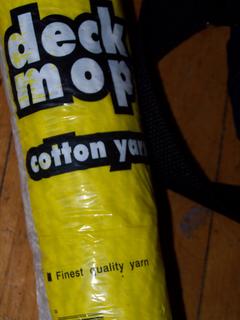 deck
mop
cotton yarn
Finest quality yarn